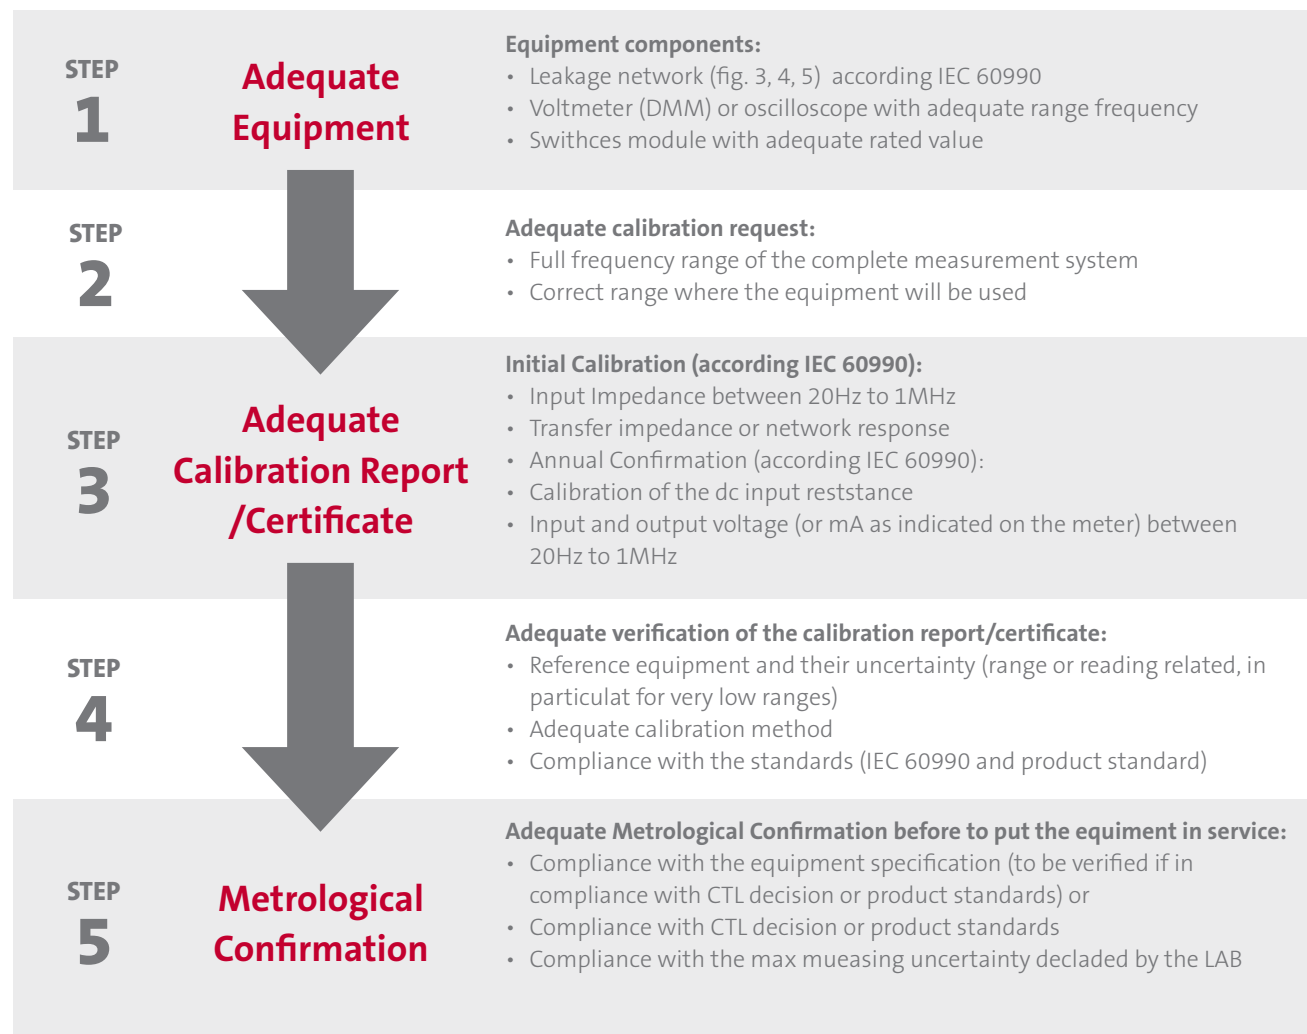 STEP
1
Adequate
Equipment
Equipment components:
• Leakage network (fig. 3, 4, 5) according IEC 60990
• Voltmeter (DMM) or oscilloscope with adequate range frequency
• Swithces module with adequate rated value
STEP
2
Adequate calibration request:
• Full frequency range of the complete measurement system
• Correct range where the equipment will be used
STEP
3
Adequate
Calibration Report
/Certificate
Initial Calibration (according IEC 60990):
• Input Impedance between 20Hz to 1MHz
• Transfer impedance or network response
• Annual Confirmation (according IEC 60990):
• Calibration of the dc input reststance
• Input and output voltage (or mA as indicated on the meter) between
20Hz to 1MHz
STEP
4
Adequate verification of the calibration report/certificate:
• Reference equipment and their uncertainty (range or reading related, in
particulat for very low ranges)
• Adequate calibration method
• Compliance with the standards (IEC 60990 and product standard)
STEP
5
Metrological
Confirmation
Adequate Metrological Confirmation before to put the equiment in service:
• Compliance with the equipment specification (to be verified if in
compliance with CTL decision or product standards) or
• Compliance with CTL decision or product standards
• Compliance with the max mueasing uncertainty decladed by the LAB